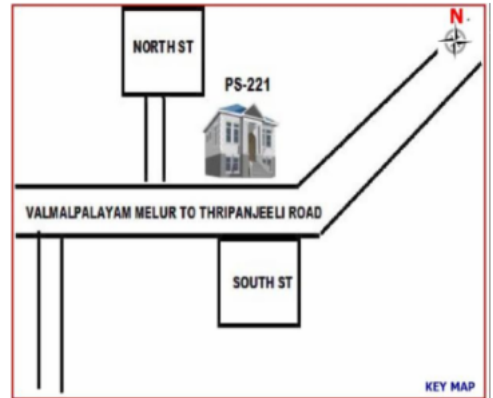 N
NORTH ST
PS-221
VALMALPALAYAM MELUR TO THRIPANJEELI ROAD
SOUTH ST
KEY MAP